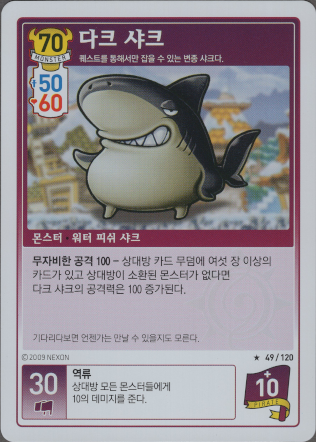 70
MONSTER
다크 샤크
퀘스트를 통해서만 잡을 수 있는 변종 샤크다.
50
60
몬스터 · 워터 피쉬 샤크
무자비한 공격 100 – 상대방 카드 무덤에 여섯 장 이상의
카드가 있고 상대방이 소환된 몬스터가 없다면
다크 샤크의 공격력은 100 증가된다.
기다리다보면 언젠가는 만날 수 있을지도 모른다.
©2009 NEXON
★ 49/120
30
역류
상대방 모든 몬스터들에게
10의 데미지를 준다.
+
10
PIRATE